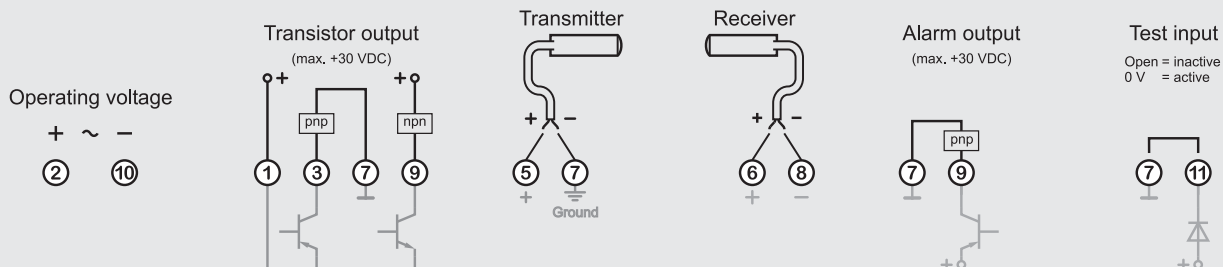 Operating voltage
+ ~ −
2 10
Transistor output
(max. +30 VDC)
+ +
pnp npn
1 3 7 9
Transmitter
+ −
5 7
+
Ground
Receiver
+ −
6 8
+ −
Alarm output
(max. +30 VDC)
pnp
7 9
+
Test input
Open = inactive
0 V = active
7 11
+